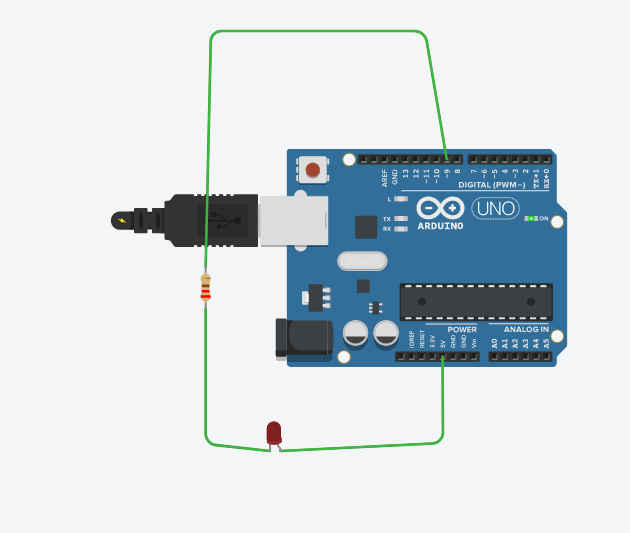 AREF
GND
13
12
~11
~10
~9
8
7
~6
~5
4
~3
2
TX→1
RX←0
DIGITAL (PWM~)
L
TX
RX
ARDUINO
UNO
ON
POWER
ANALOG IN
IOREF
RESET
3.3V
5V
GND
GND
Vin
A0
A1
A2
A3
A4
A5